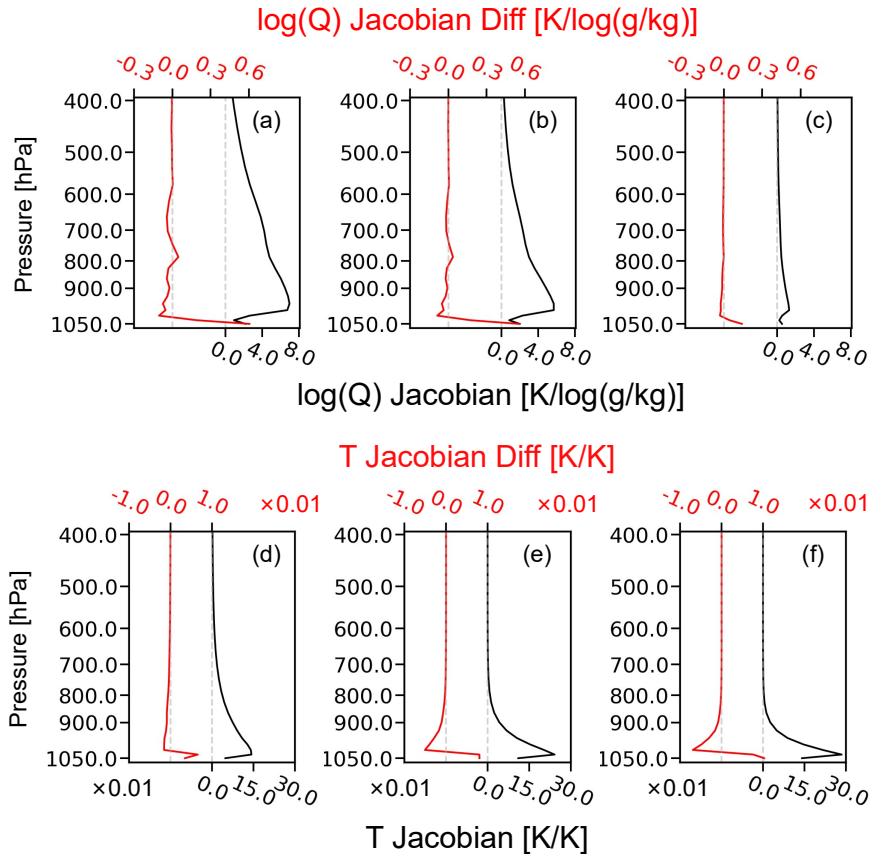 log(Q) Jacobian Diff [K/log(g/kg)]
-0.3 0.0 0.3 0.6 -0.3 0.0 0.3 0.6 -0.3 0.0 0.3 0.6
400.0 (a) 400.0 (b) 400.0 (c)
500.0 500.0 500.0
600.0 600.0 600.0
Pressure [hPa]
700.0 700.0 700.0
800.0 800.0 800.0
900.0 900.0 900.0
1050.0 1050.0 1050.0
0.0 4.0 8.0 0.0 4.0 8.0 0.0 4.0 8.0
log(Q) Jacobian [K/log(g/kg)]
T Jacobian Diff [K/K]
-1.0 0.0 1.0 ×0.01 -1.0 0.0 1.0 ×0.01 -1.0 0.0 1.0 ×0.01
400.0 (d) 400.0 (e) 400.0 (f)
500.0 500.0 500.0
600.0 600.0 600.0
Pressure [hPa]
700.0 700.0 700.0
800.0 800.0 800.0
900.0 900.0 900.0
1050.0 1050.0 1050.0
×0.01 0.0 15.0 30.0 ×0.01 0.0 15.0 30.0 ×0.01 0.0 15.0 30.0
T Jacobian [K/K]